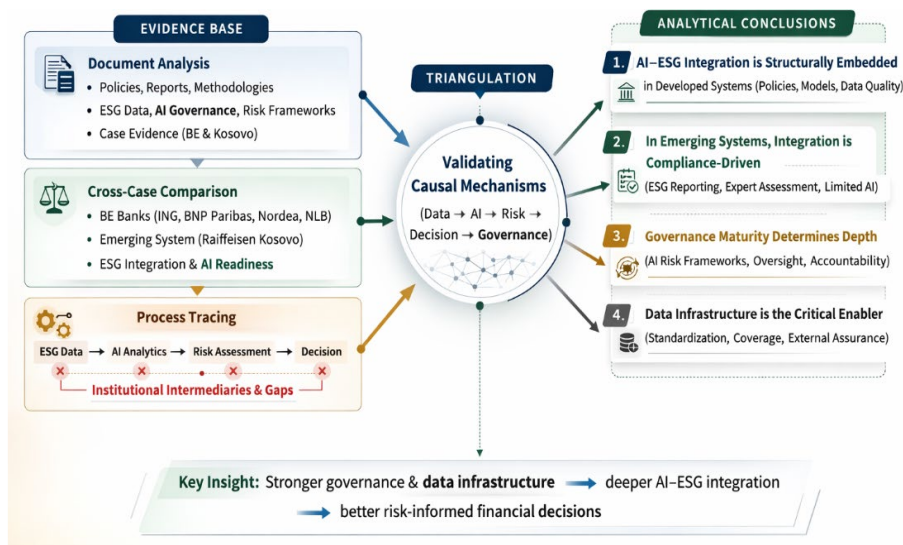 EVIDENCE BASE
Document Analysis
• Policies, Reports, Methodologies
• ESG Data, AI Governance, Risk Frameworks
• Case Evidence (BE & Kosovo)
Cross-Case Comparison
• BE Banks (ING, BNP Paribas, Nordea, NLB)
• Emerging System (Raiffeisen Kosovo)
• ESG Integration & AI Readiness
Process Tracing
ESG Data → AI Analytics → Risk Assessment → Decision
Institutional Intermediaries & Gaps
TRIANGULATION
Validating
Causal Mechanisms
(Data → AI → Risk →
Decision → Governance)
ANALYTICAL CONCLUSIONS
1. AI–ESG Integration is Structurally Embedded
in Developed Systems (Policies, Models, Data Quality)
2. In Emerging Systems, Integration is
Compliance-Driven
(ESG Reporting, Expert Assessment, Limited AI)
3. Governance Maturity Determines Depth
(AI Risk Frameworks, Oversight, Accountability)
4. Data Infrastructure is the Critical Enabler
(Standardization, Coverage, External Assurance)
Key Insight: Stronger governance & data infrastructure → deeper AI–ESG integration
→ better risk-informed financial decisions